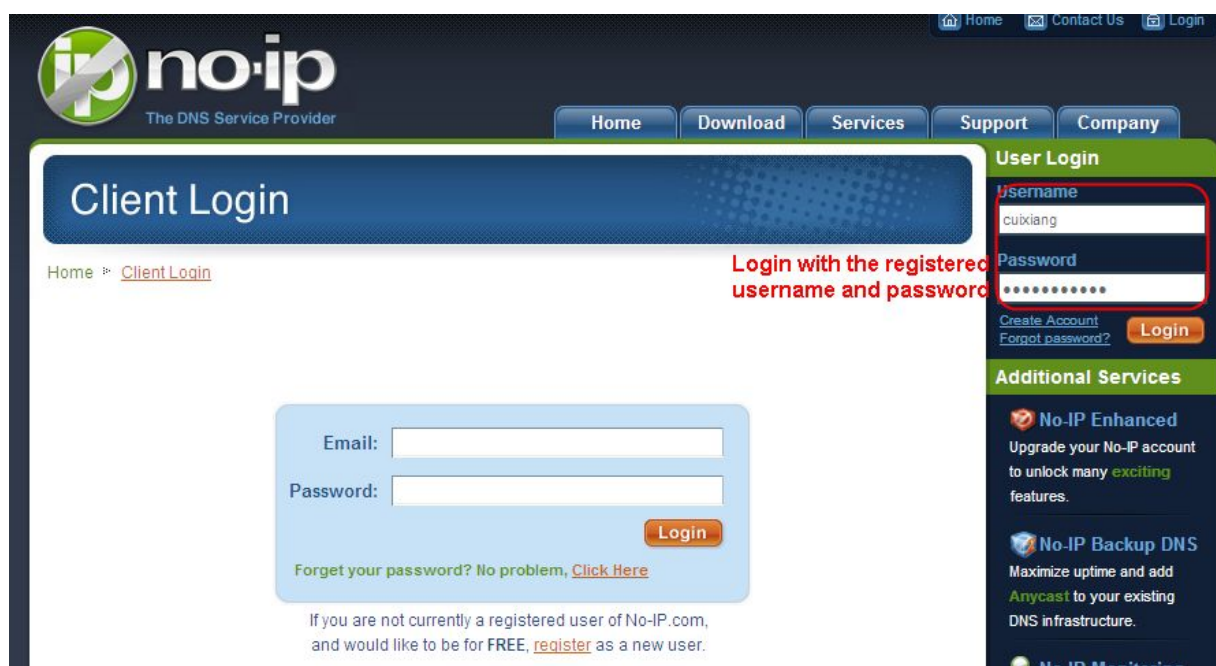 Home Contact Us Login
ip no·ip
The DNS Service Provider
Home Download Services Support Company
Client Login
Home Client Login
Login with the registered
username and password
User Login
Username
cuixiang
Password
•••••••••••
Create Account
Forgot password?
Login
Additional Services
No-IP Enhanced
Upgrade your No-IP account
to unlock many exciting
features.
No-IP Backup DNS
Maximize uptime and add
Anycast to your existing
DNS infrastructure.
Email:
Password:
Login
Forget your password? No problem, Click Here
If you are not currently a registered user of No-IP.com,
and would like to be for FREE, register as a new user.